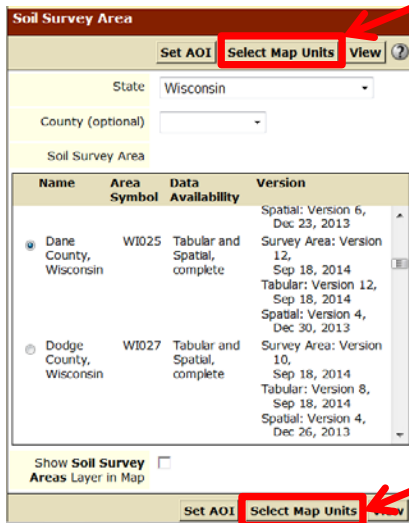 Soil Survey Area
Set AOI Select Map Units View ?
State Wisconsin
County (optional)
Soil Survey Area
Name Area Symbol Data Availability Version
Spatial: Version 6,
Dec 23, 2013
Dane County, Wisconsin WI025 Tabular and Spatial, complete Survey Area: Version 12,
Sep 18, 2014
Tabular: Version 12,
Sep 18, 2014
Spatial: Version 4,
Dec 30, 2013
Dodge County, Wisconsin WI027 Tabular and Spatial, complete Survey Area: Version 10,
Sep 18, 2014
Tabular: Version 8,
Sep 18, 2014
Spatial: Version 4,
Dec 26, 2013
Show Soil Survey
Areas Layer in Map
Set AOI Select Map Units View